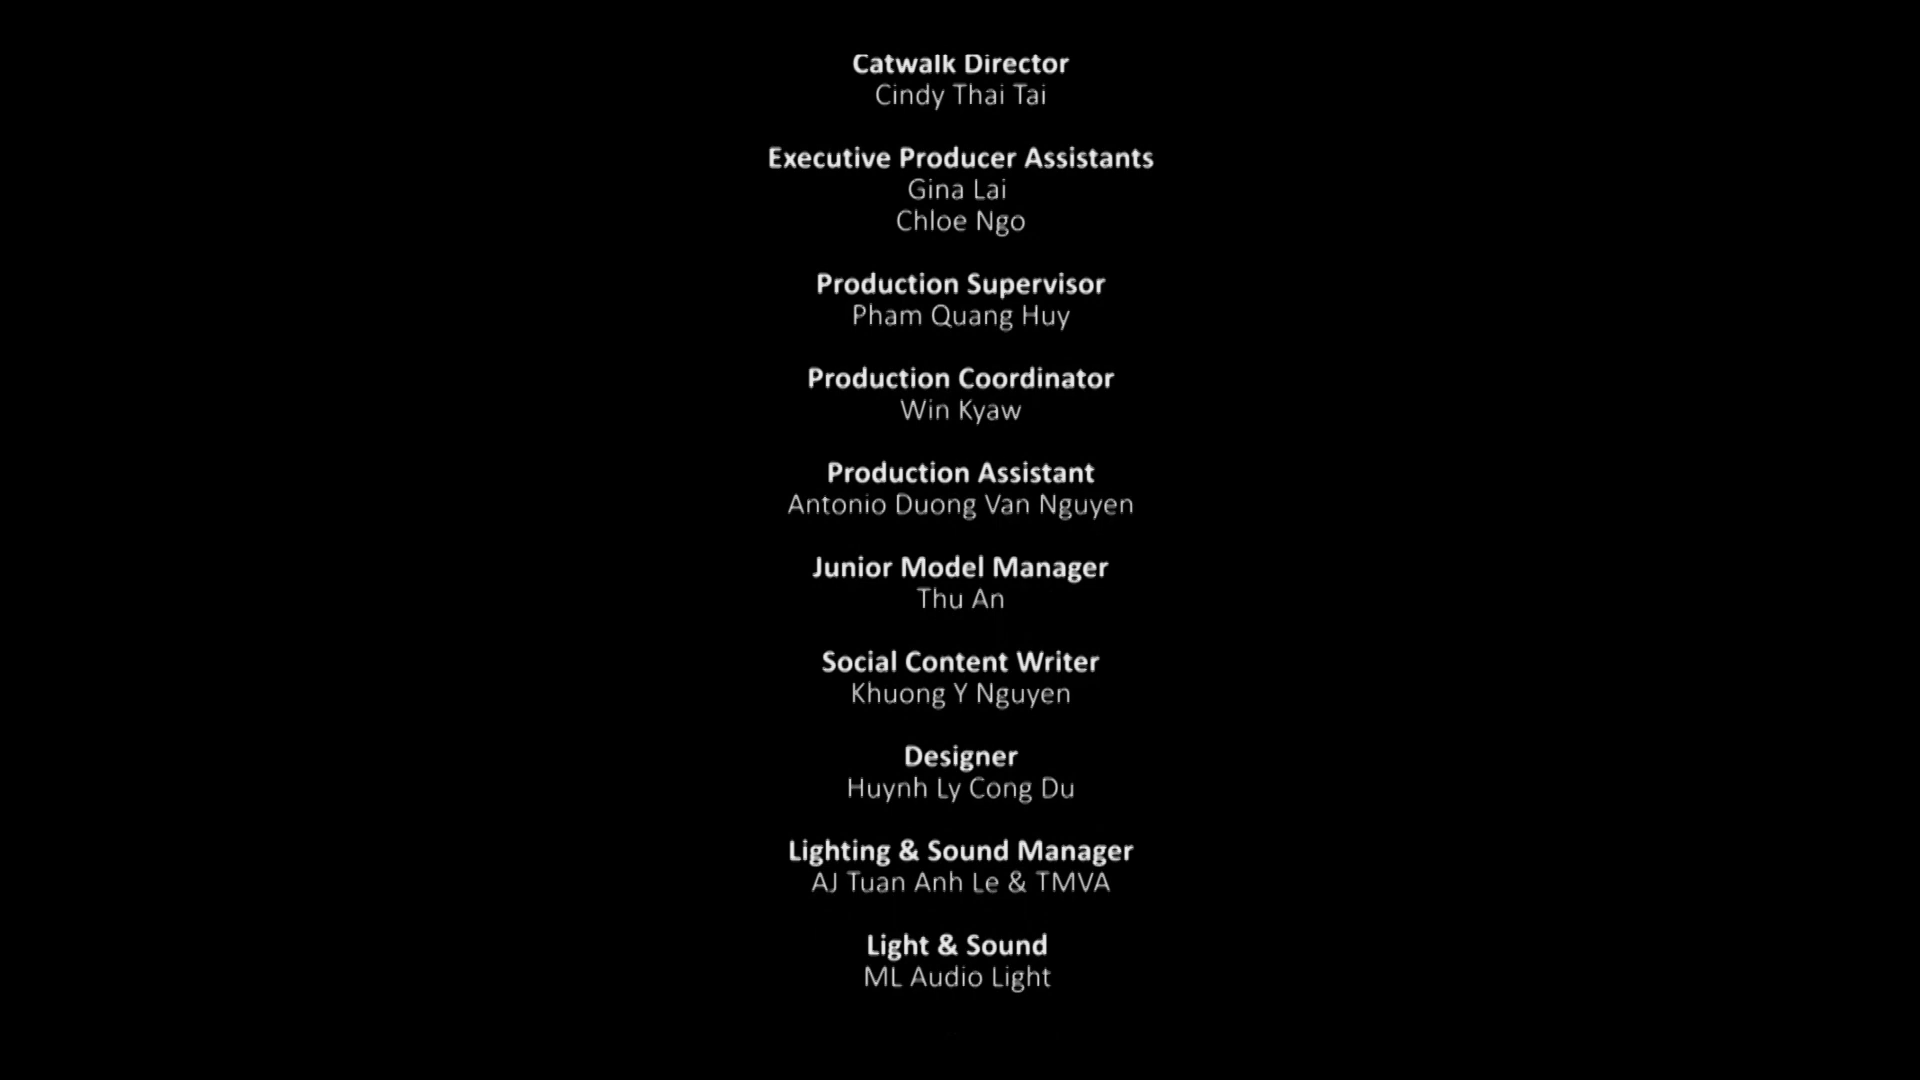 Catwalk Director
Cindy Thai Tai
Executive Producer Assistants
Gina Lai
Chloe Ngo
Production Supervisor
Pham Quang Huy
Production Coordinator
Win Kyaw
Production Assistant
Antonio Duong Van Nguyen
Junior Model Manager
Thu An
Social Content Writer
Khuong Y Nguyen
Designer
Huynh Ly Cong Du
Lighting & Sound Manager
AJ Tuan Anh Le & TMVA
Light & Sound
ML Audio Light